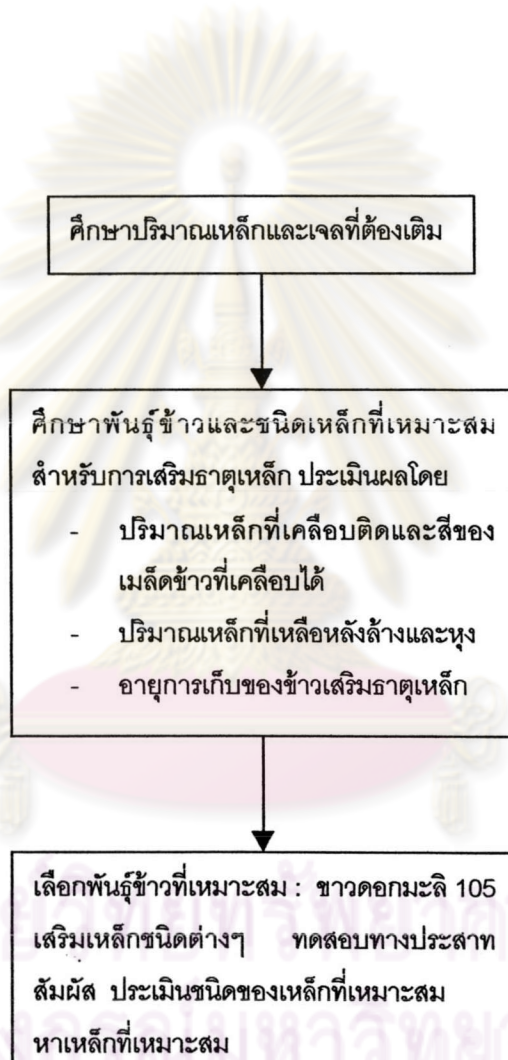 ศึกษาปริมาณเหล็กและเจลที่ต้องเติม
ศึกษาพันธุ์ข้าวและชนิดเหล็กที่เหมาะสม
สำหรับการเสริมธาตุเหล็ก ประเมินผลโดย
- ปริมาณเหล็กที่เคลือบติดและสีของ
เมล็ดข้าวที่เคลือบได้
- ปริมาณเหล็กที่เหลือหลังล้างและหุง
- อายุการเก็บของข้าวเสริมธาตุเหล็ก
เลือกพันธุ์ข้าวที่เหมาะสม : ขาวดอกมะลิ 105
เสริมเหล็กชนิดต่างๆ ทดสอบทางประสาท
สัมผัส ประเมินชนิดของเหล็กที่เหมาะสม
หาเหล็กที่เหมาะสม